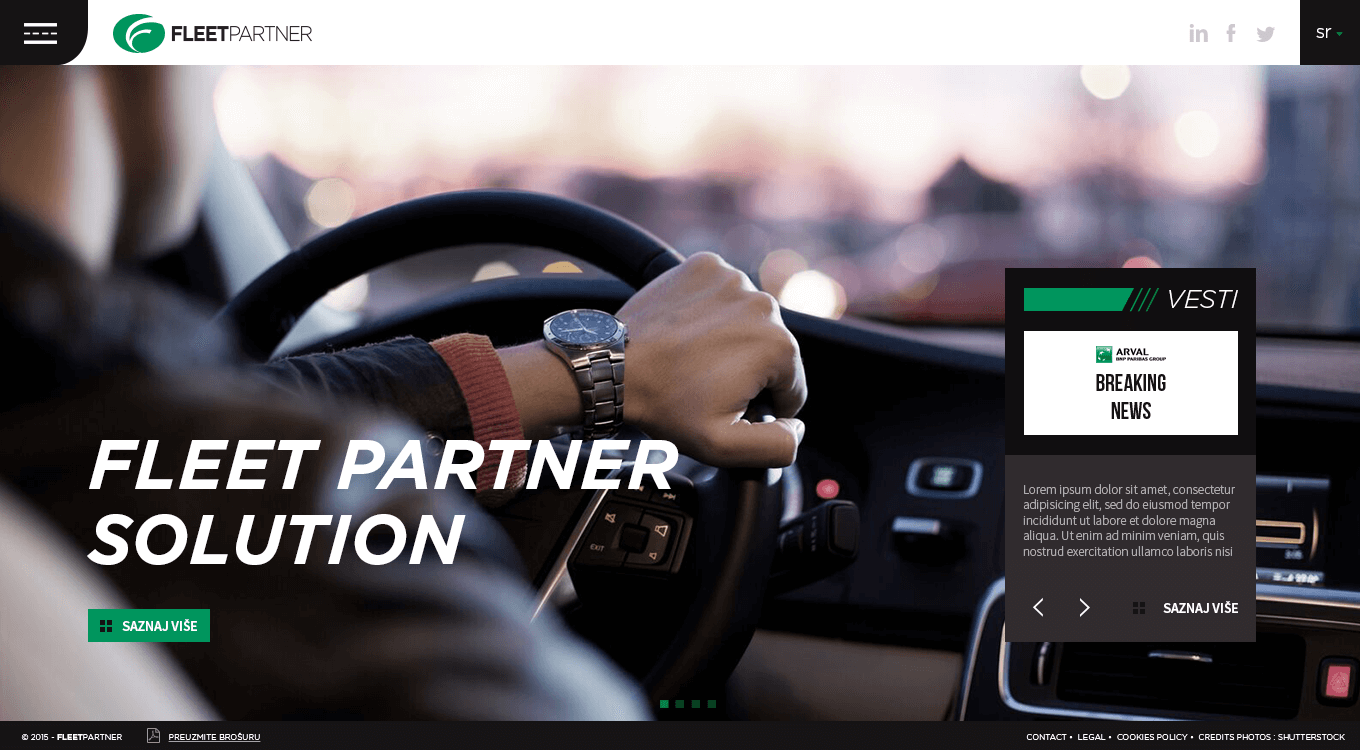 FLEETPARTNER
in
f
sr
VESTI
ARVAL
BNP PARIBAS GROUP
BREAKING
NEWS
FLEET PARTNER
SOLUTION
EXIT
Lorem ipsum dolor sit amet, consectetur
adipisicing elit, sed do eiusmod tempor
incididunt ut labore et dolore magna
aliqua. Ut enim ad minim veniam, quis
nostrud exercitation ullamco laboris nisi
SAZNAJ VIŠE
SAZNAJ VIŠE
© 2015 - FLEETPARTNER
PREUZMITE BROŠURU
CONTACT • LEGAL • COOKIES POLICY • CREDITS PHOTOS : SHUTTERSTOCK